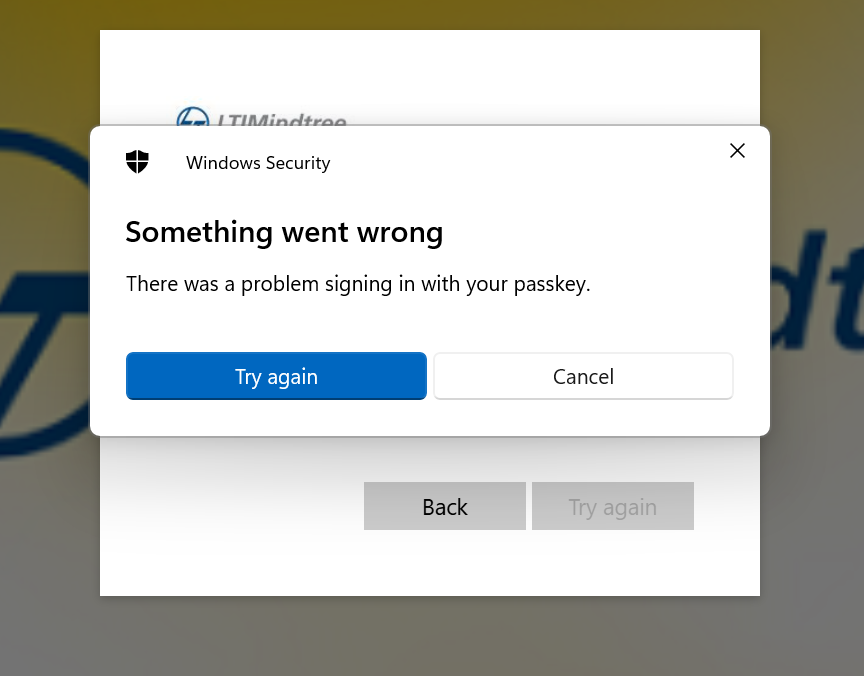 LTIMindtree
Windows Security
Something went wrong
There was a problem signing in with your passkey.
Try again
Cancel
Back
Try again